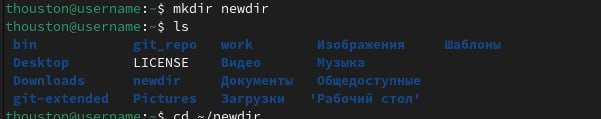 thouston@username:~$ mkdir newdir
thouston@username:~$ ls
bin git_repo work Изображения Шаблоны
Desktop LICENSE Видео Музыка
Downloads newdir Документы Общедоступные
git-extended Pictures Загрузки 'Рабочий стол'
thouston@username:~$ cd ~/newdir